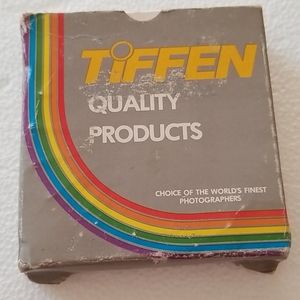 TiFFEN
QUALITY
PRODUCTS
CHOICE OF THE WORLD'S FINEST
PHOTOGRAPHERS